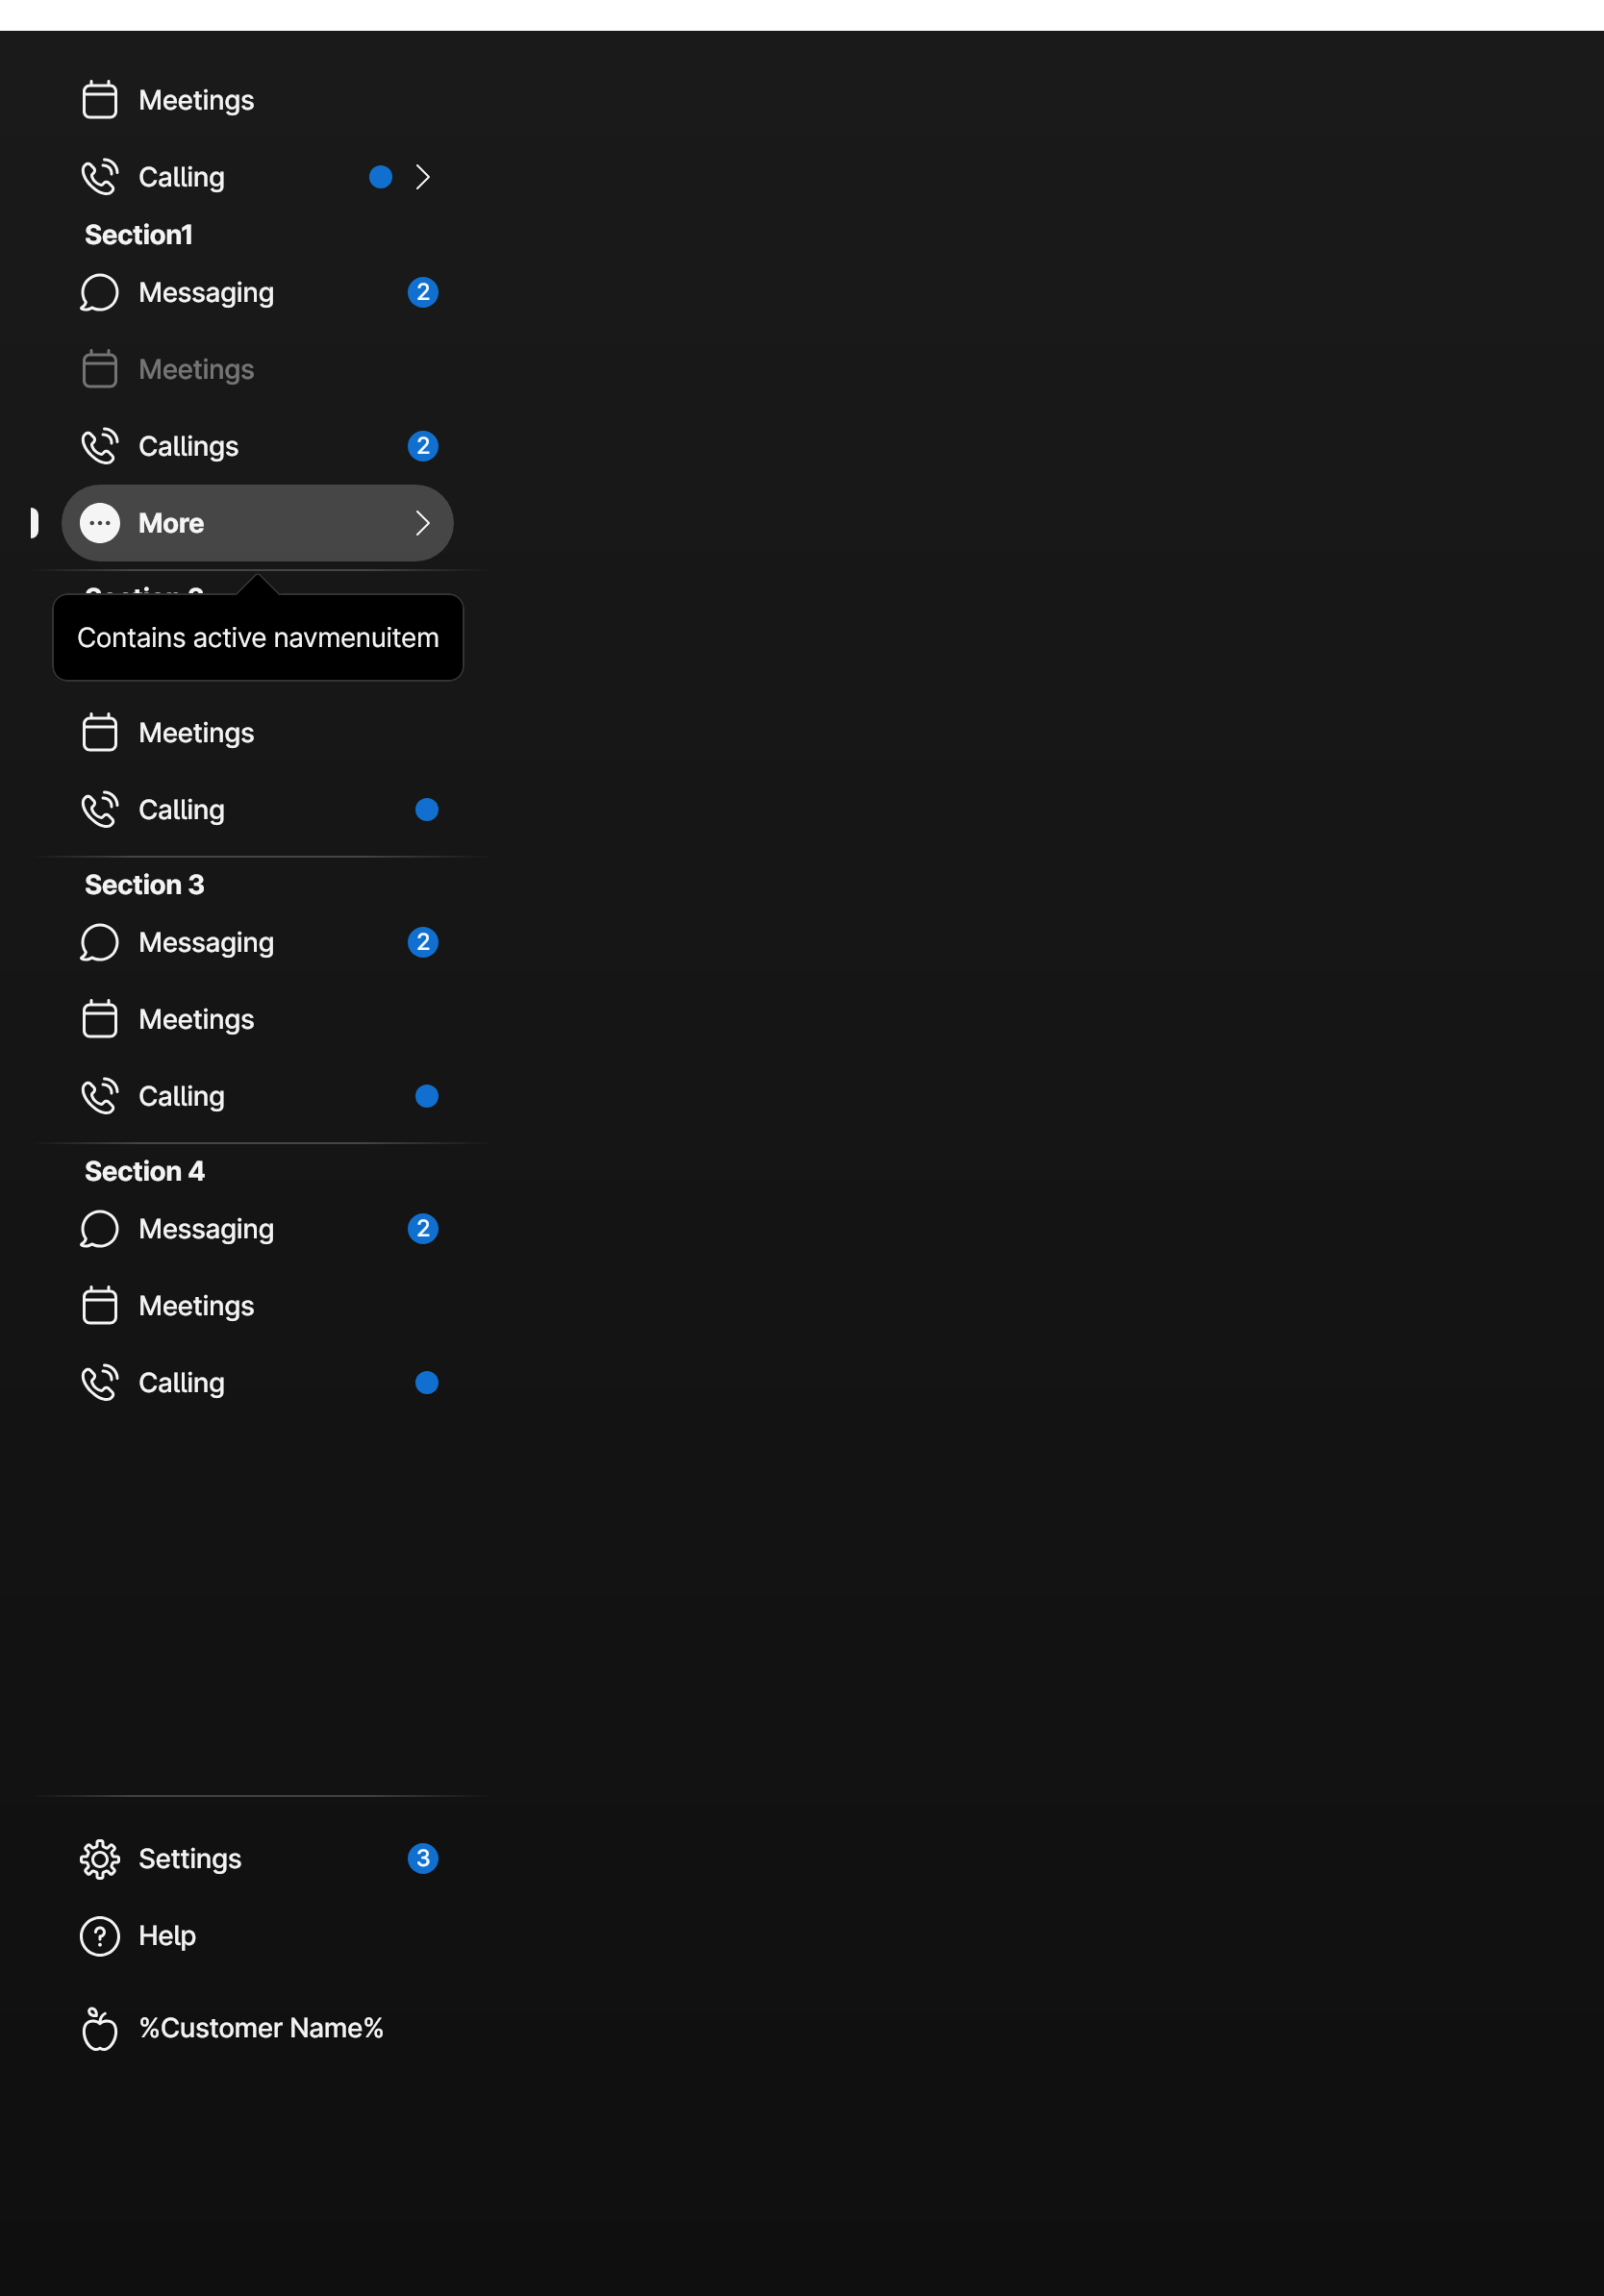 Meetings
Calling
Section1
Messaging 2
Meetings
Callings 2
More
Contains active navmenuitem
Meetings
Calling
Section 3
Messaging 2
Meetings
Calling
Section 4
Messaging 2
Meetings
Calling
Settings 3
Help
%Customer Name%